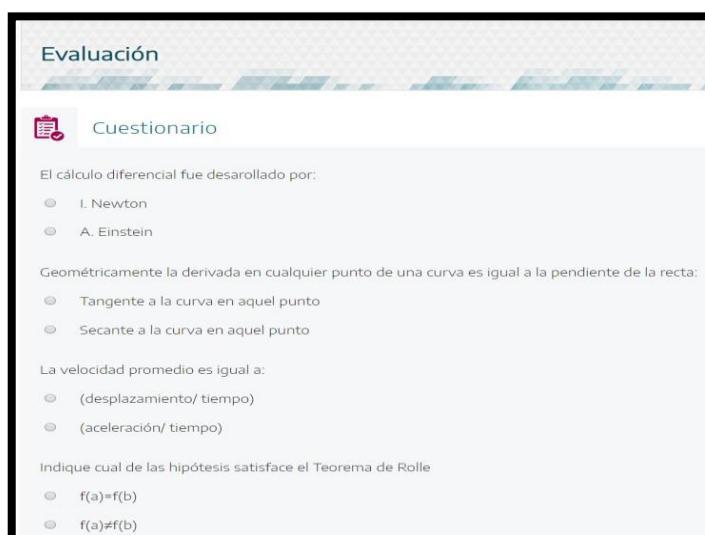 Evaluación
Cuestionario
El cálculo diferencial fue desarollado por:
I. Newton
A. Einstein
Geométricamente la derivada en cualquier punto de una curva es igual a la pendiente de la recta:
Tangente a la curva en aquel punto
Secante a la curva en aquel punto
La velocidad promedio es igual a:
(desplazamiento/ tiempo)
(aceleración/ tiempo)
Indique cual de las hipótesis satisface el Teorema de Rolle
f(a)=f(b)
f(a)≠f(b)